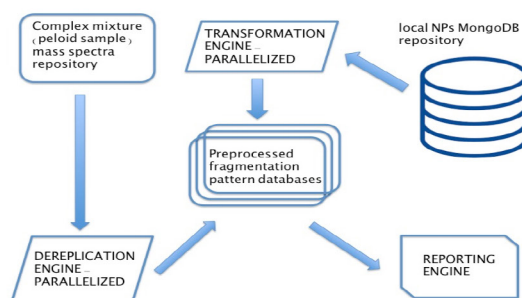 Complex mixture
(peloid sample)
mass spectra
repository
TRANSFORMATION
ENGINE –
PARALLELIZED
local NPs MongoDB
repository
Preprocessed
fragmentation
pattern databases
DEREPLICATION
ENGINE –
PARALLELIZED
REPORTING
ENGINE